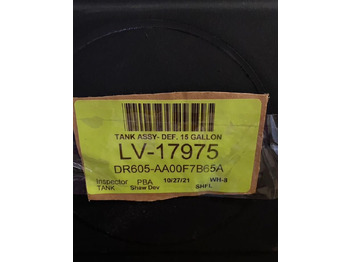 TANK ASSY- DEF. 15 GALLON
LV-17975
DR605-AA00F7B65A
Inspector PBA 10/27/21 WH-8
TANK Shaw Dev SHFL